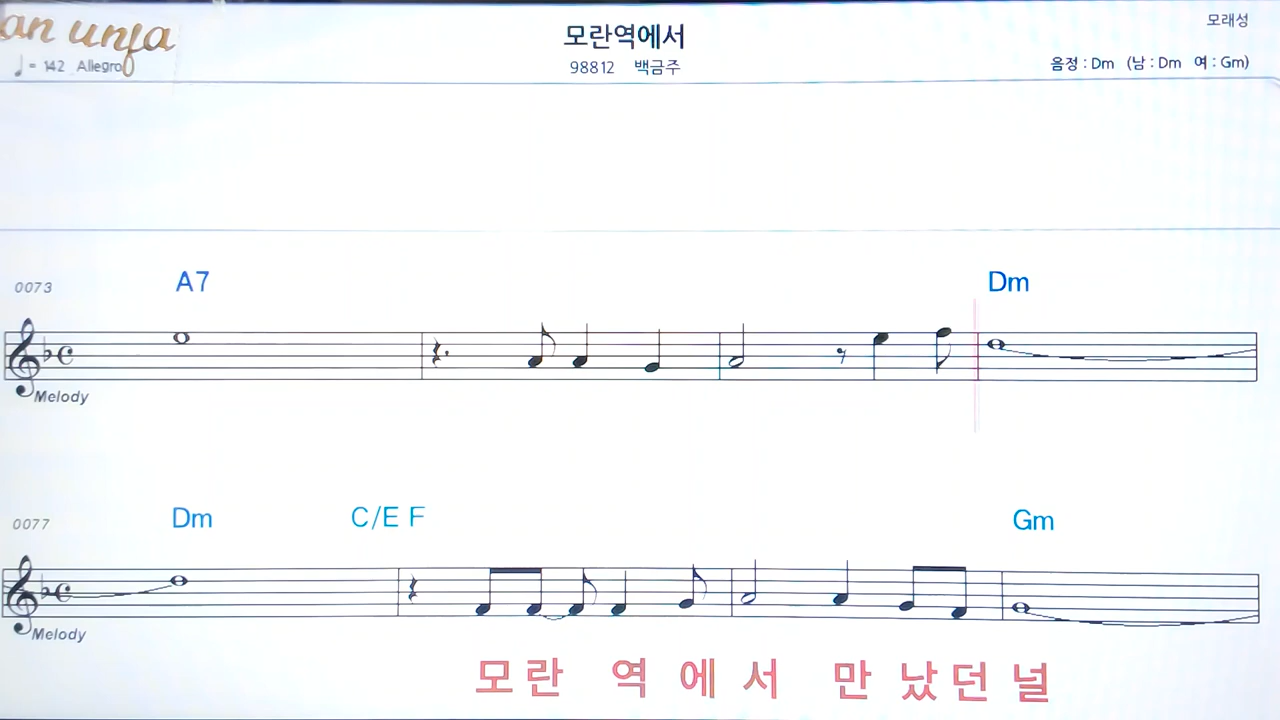 an unfa
모래성
모란역에서
♩ = 142 Allegro
98812 백금주
음정 : Dm (남 : Dm 여 : Gm)
0073 A7 Dm
Melody
0077 Dm C/E F Gm
Melody
모란 역에서 만났던 널